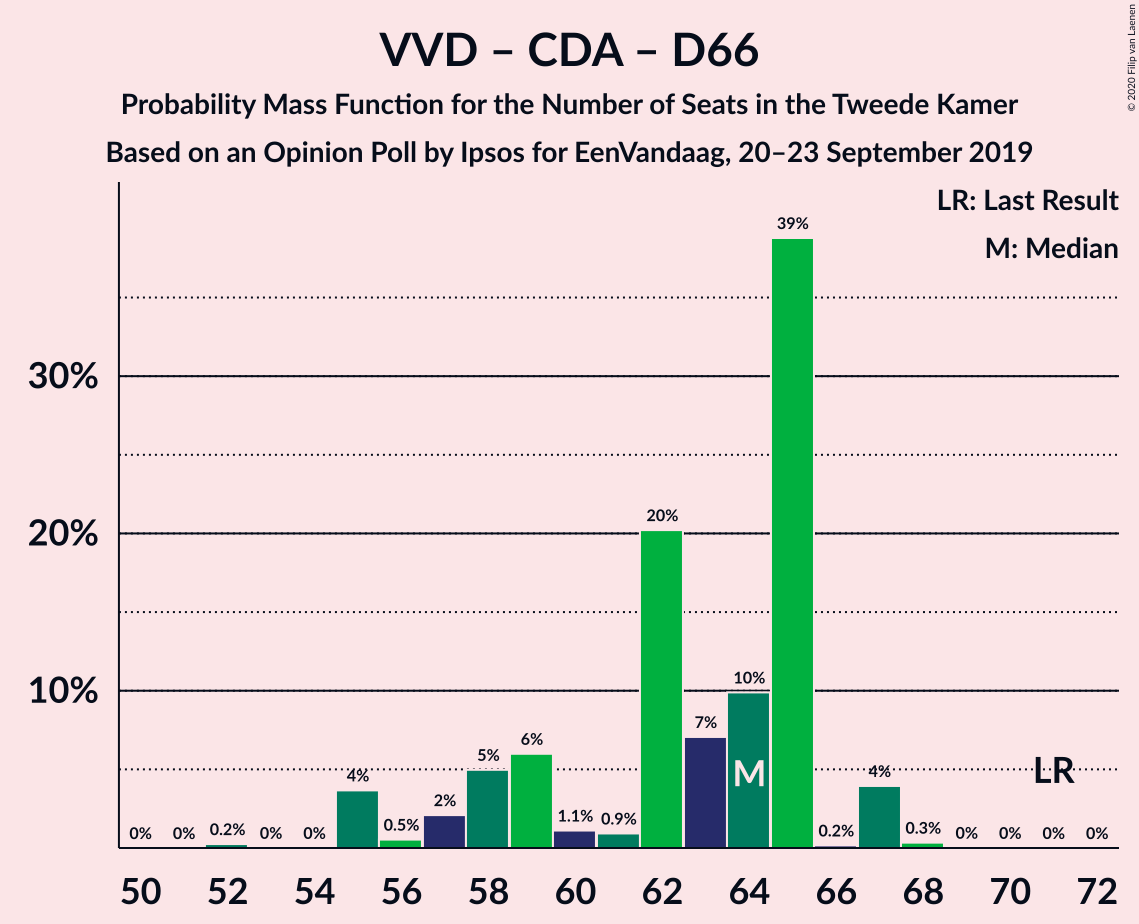 VVD – CDA – D66
Probability Mass Function for the Number of Seats in the Tweede Kamer
Based on an Opinion Poll by Ipsos for EenVandaag, 20–23 September 2019
© 2020 Filip van Laenen
LR: Last Result
M: Median
30%
20%
10%
0% 0% 0.2% 0% 0% 4% 0.5% 2% 5% 6% 1.1% 0.9% 20% 7% 10% 39% 0.2% 4% 0.3% 0% 0% 0% 0%
M
LR
50 52 54 56 58 60 62 64 66 68 70 72